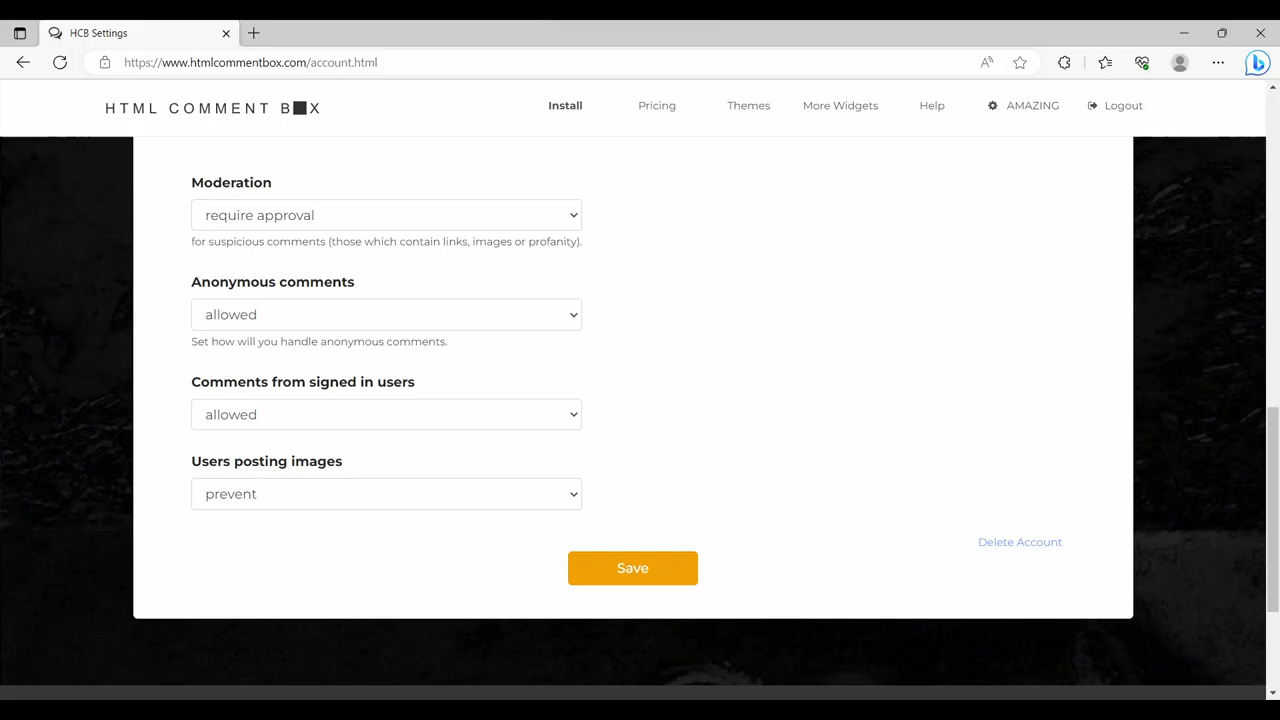 HCB Settings
https://www.htmlcommentbox.com/account.html
HTML COMMENT B■X
Install
Pricing
Themes
More Widgets
Help
AMAZING
Logout
Moderation
require approval
for suspicious comments (those which contain links, images or profanity).
Anonymous comments
allowed
Set how will you handle anonymous comments.
Comments from signed in users
allowed
Users posting images
prevent
Delete Account
Save